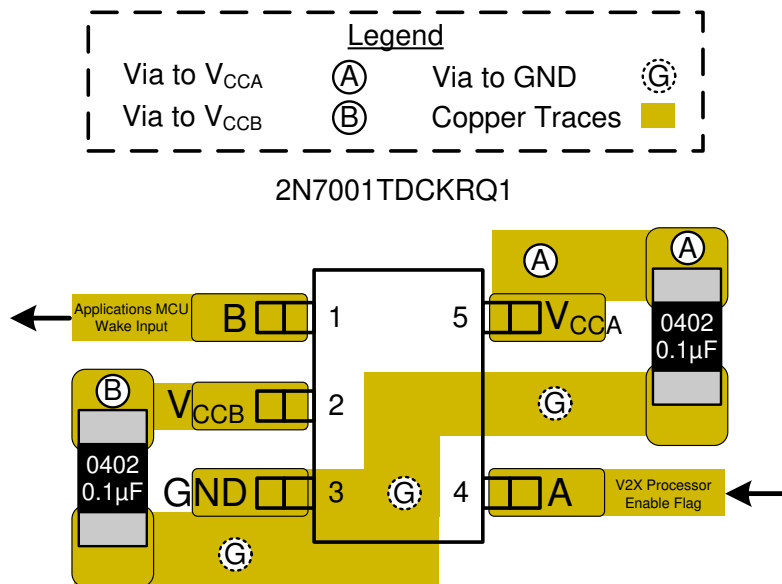 Legend
Via to VCCA A Via to GND G
Via to VCCB B Copper Traces
2N7001TDCKRQ1
A A
Applications MCU
Wake Input
B 1 5 VCCA
0402
0.1µF
B VCCB 2 G
0402
0.1µF
GND 3 G 4 A
V2X Processor
Enable Flag
G